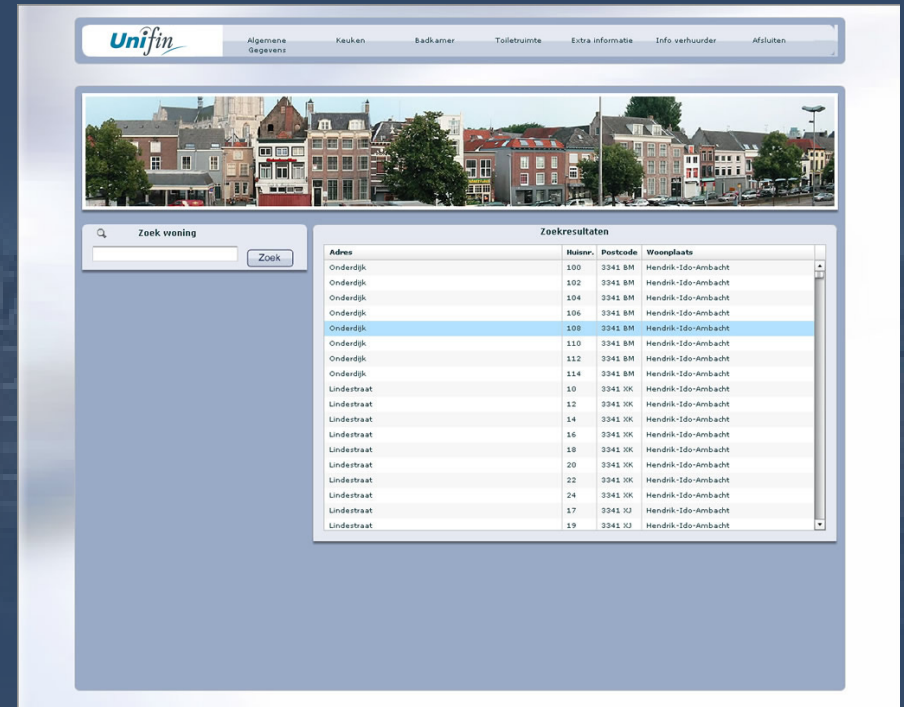 Unifin
Algemene Gegevens Keuken Badkamer Toiletruimte Extra informatie Info verhuurder Afsluiten
Zoek woning
Zoek
Zoekresultaten
Adres Huisnr. Postcode Woonplaats
Onderdijk 100 3341 BM Hendrik-Ido-Ambacht
Onderdijk 102 3341 BM Hendrik-Ido-Ambacht
Onderdijk 104 3341 BM Hendrik-Ido-Ambacht
Onderdijk 106 3341 BM Hendrik-Ido-Ambacht
Onderdijk 108 3341 BM Hendrik-Ido-Ambacht
Onderdijk 110 3341 BM Hendrik-Ido-Ambacht
Onderdijk 112 3341 BM Hendrik-Ido-Ambacht
Onderdijk 114 3341 BM Hendrik-Ido-Ambacht
Lindestraat 10 3341 XK Hendrik-Ido-Ambacht
Lindestraat 12 3341 XK Hendrik-Ido-Ambacht
Lindestraat 14 3341 XK Hendrik-Ido-Ambacht
Lindestraat 16 3341 XK Hendrik-Ido-Ambacht
Lindestraat 18 3341 XK Hendrik-Ido-Ambacht
Lindestraat 20 3341 XK Hendrik-Ido-Ambacht
Lindestraat 22 3341 XK Hendrik-Ido-Ambacht
Lindestraat 24 3341 XK Hendrik-Ido-Ambacht
Lindestraat 17 3341 XJ Hendrik-Ido-Ambacht
Lindestraat 19 3341 XJ Hendrik-Ido-Ambacht